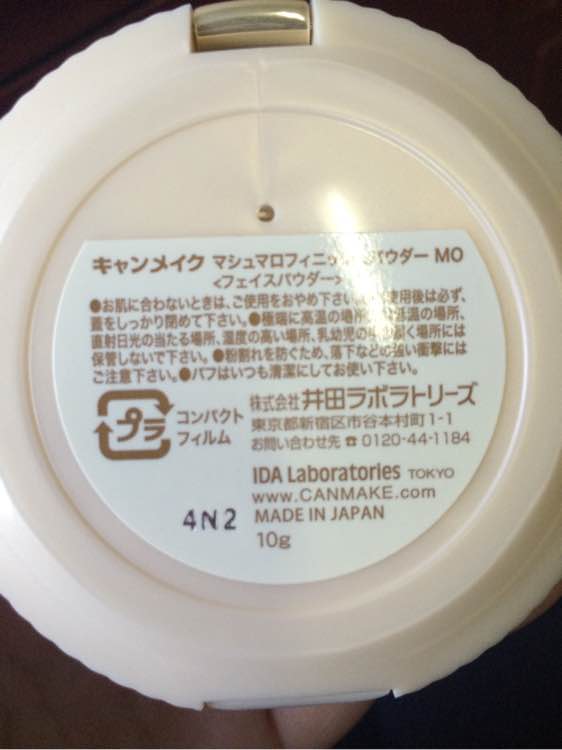 キャンメイク マシュマロフィニッ パウダー MO
<フェイスパウダー>
●お肌に合わないときは、ご使用をおやめ下さい 使用後は必ず、
蓋をしっかり閉めて下さい。●極端に高温の場所 低温の場所、
直射日光の当たる場所、湿度の高い場所、乳幼児の 届く場所には
保管しないで下さい。●粉割れを防ぐため、落下などの強い衝撃には
ご注意下さい。●パフはいつも清潔にしてお使い下さい。
プラ
コンパクト
フィルム
株式会社 井田ラボラトリーズ
東京都新宿区市谷本村町1-1
お問い合わせ先 ☎ 0120-44-1184
IDA Laboratories TOKYO
www.CANMAKE.com
4N2 MADE IN JAPAN
10g